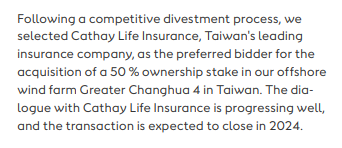 Following a competitive divestment process, we
selected Cathay Life Insurance, Taiwan's leading
insurance company, as the preferred bidder for the
acquisition of a 50 % ownership stake in our offshore
wind farm Greater Changhua 4 in Taiwan. The dia-
logue with Cathay Life Insurance is progressing well,
and the transaction is expected to close in 2024.